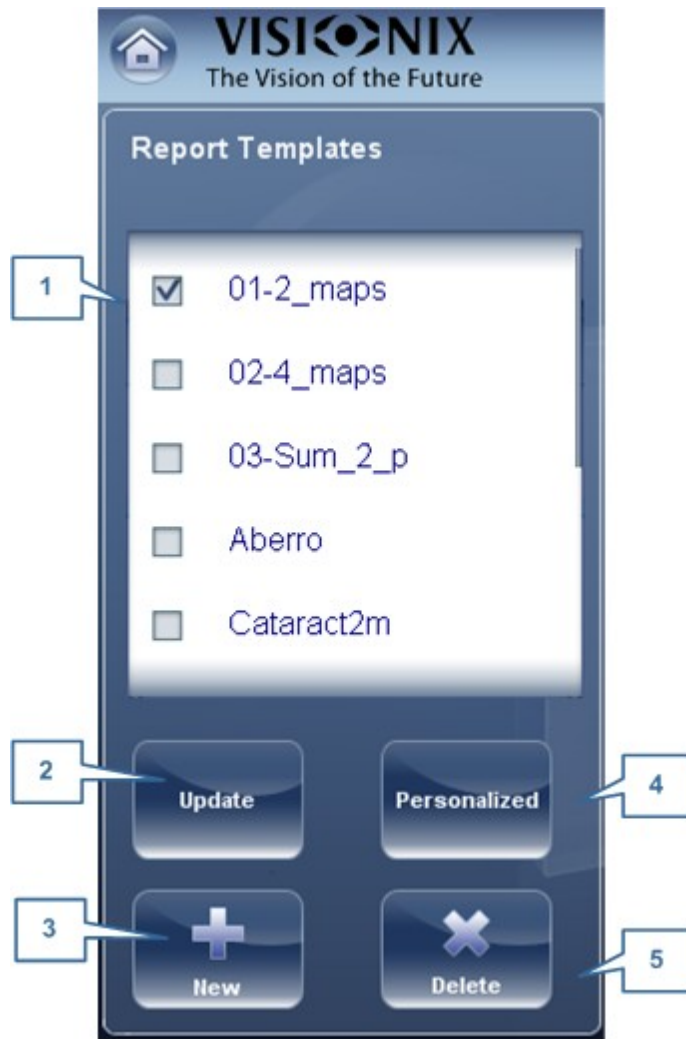 VISIONIX
The Vision of the Future
Report Templates
1
01-2_maps
02-4_maps
03-Sum_2_p
Aberro
Cataract2m
2
Update
Personalized
4
3
New
Delete
5